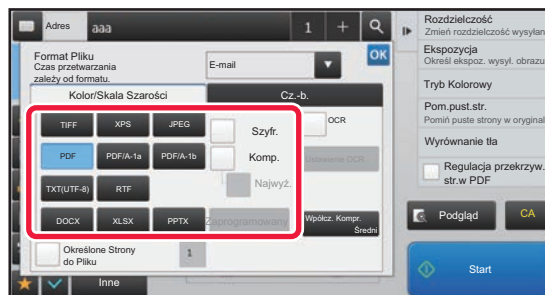 Adres
aaa
1
+
Format Pliku
Czas przetwarzania
zależy od formatu.
E-mail
OK
Kolor/Skala Szarości
Cz.-b.
TIFF
XPS
JPEG
Szyfr.
OCR
PDF
PDF/A-1a
PDF/A-1b
Komp.
Ustawienie OCR
TXT(UTF-8)
RTF
Najwyż.
DOCX
XLSX
PPTX
Zaprogramowany
Współcz. Kompr.
Średni
Określone Strony
do Pliku
1
Inne
Rozdzielczość
Zmień rozdzielczość wysyłan
Ekspozycja
Określ ekspoz. wysył. obrazu
Tryb Kolorowy
Pom.pust.str.
Pomiń puste strony w oryginal
Wyrównanie tła
Regulacja przekrzyw.
str.w PDF
Podgląd
CA
Start